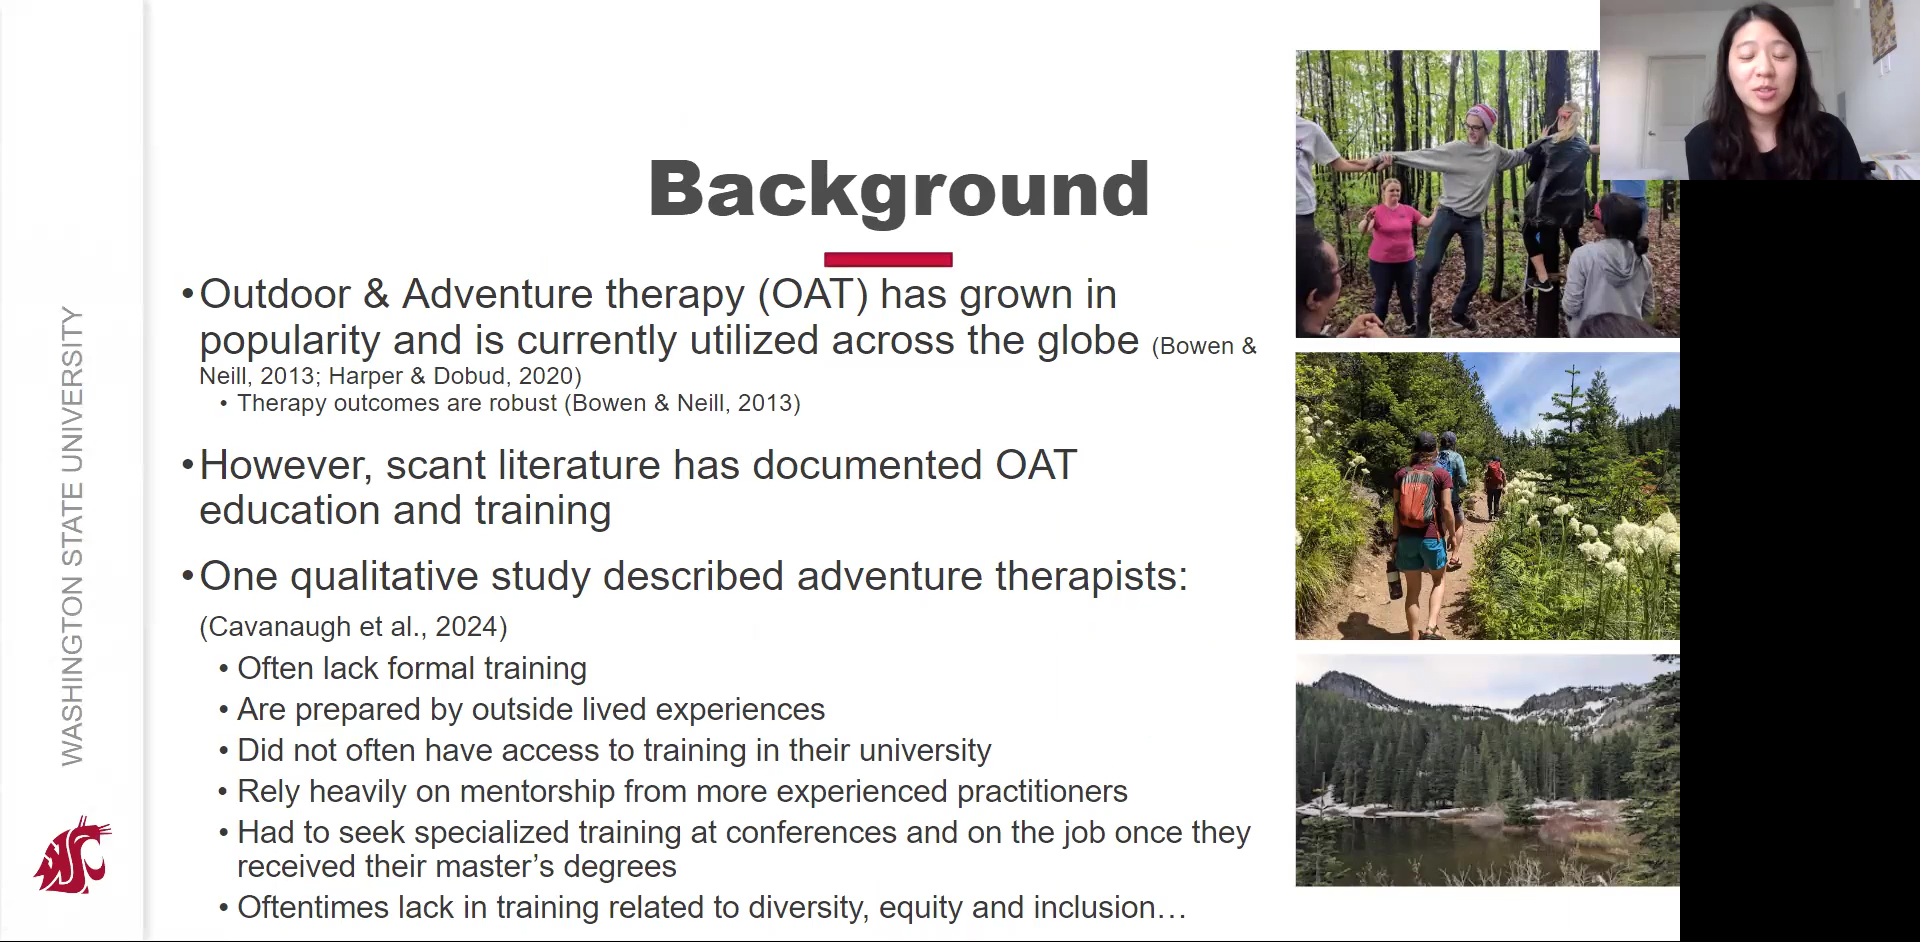 Background
•Outdoor & Adventure therapy (OAT) has grown in
popularity and is currently utilized across the globe (Bowen &
Neill, 2013; Harper & Dobud, 2020)
• Therapy outcomes are robust (Bowen & Neill, 2013)
•However, scant literature has documented OAT
education and training
•One qualitative study described adventure therapists:
(Cavanaugh et al., 2024)
• Often lack formal training
• Are prepared by outside lived experiences
• Did not often have access to training in their university
• Rely heavily on mentorship from more experienced practitioners
• Had to seek specialized training at conferences and on the job once they
received their master’s degrees
• Oftentimes lack in training related to diversity, equity and inclusion…
WASHINGTON STATE UNIVERSITY
WSU